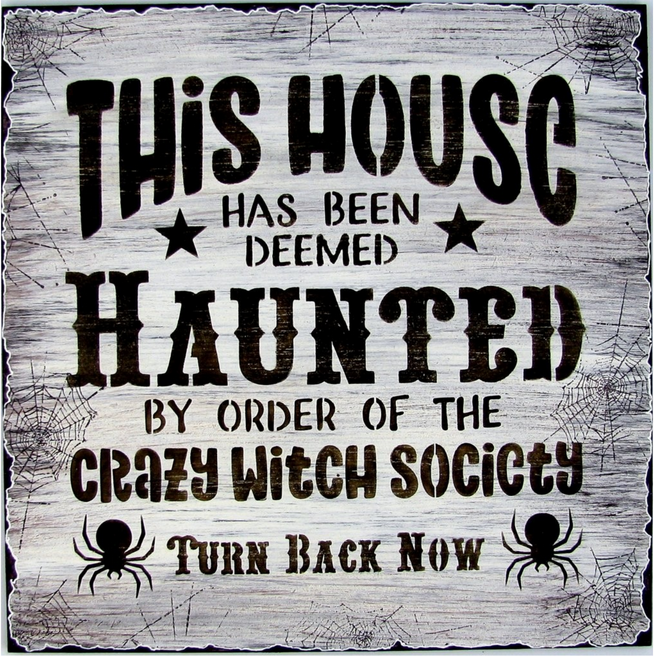 THiS HOUSE
HAS BEEN
DEEMED
HAUNTED
BY ORDER OF THE
CRAZY WitCH SOCiety
TURN BACK NOW